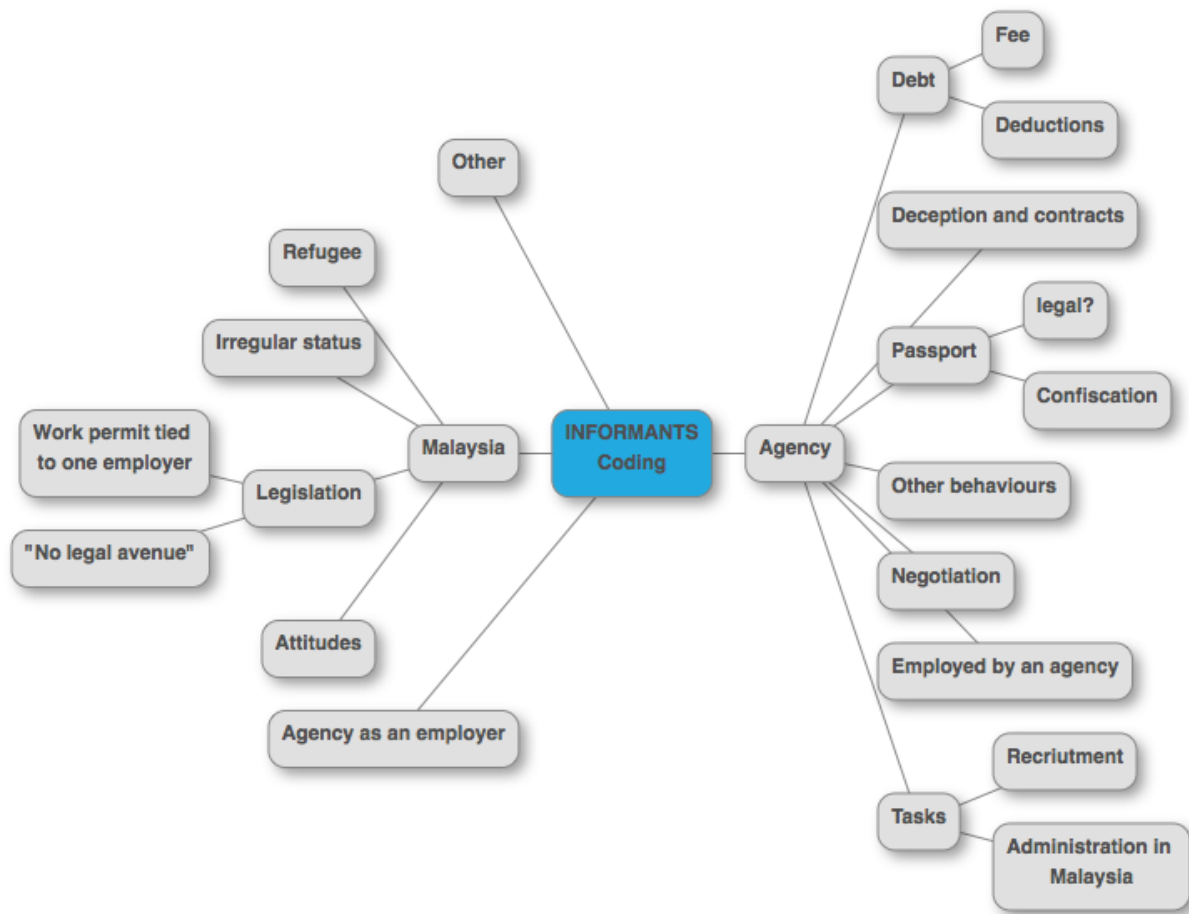 Fee
Debt
Deductions
Other
Deception and contracts
Refugee
legal?
Irregular status
Passport
Confiscation
Work permit tied
to one employer
Malaysia
INFORMANTS
Coding
Agency
Legislation
Other behaviours
"No legal avenue"
Negotiation
Attitudes
Employed by an agency
Agency as an employer
Recriutment
Tasks
Administration in
Malaysia